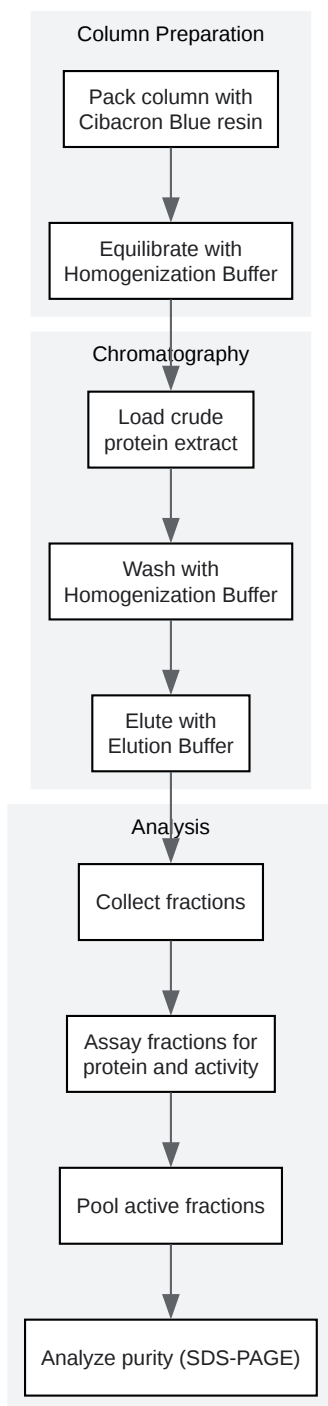 Column Preparation
Pack column with
Cibacron Blue resin
Equilibrate with
Homogenization Buffer
Chromatography
Load crude
protein extract
Wash with
Homogenization Buffer
Elute with
Elution Buffer
Analysis
Collect fractions
Assay fractions for
protein and activity
Pool active fractions
Analyze purity (SDS-PAGE)